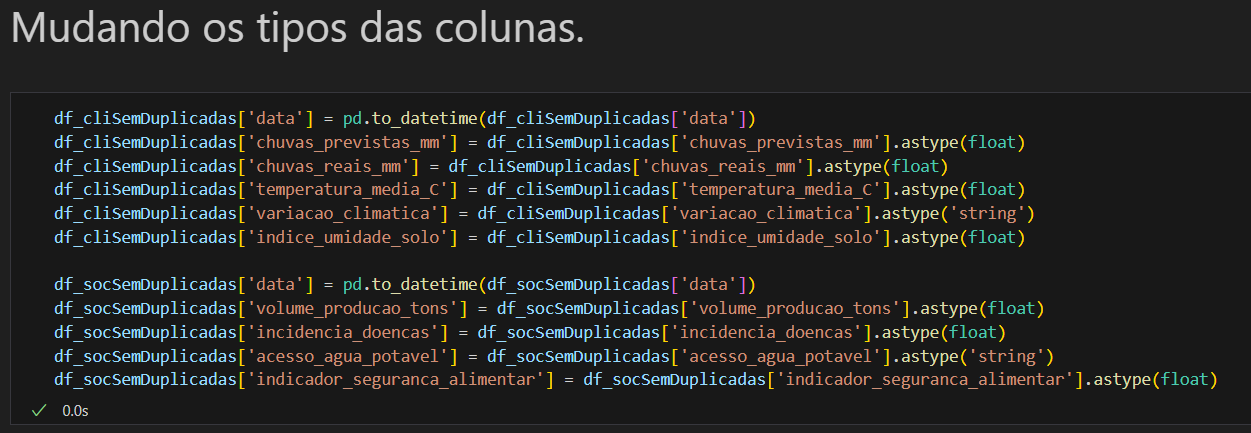 Mudando os tipos das colunas.
df_cliSemDuplicadas['data'] = pd.to_datetime(df_cliSemDuplicadas['data'])
df_cliSemDuplicadas['chuvas_previstas_mm'] = df_cliSemDuplicadas['chuvas_previstas_mm'].astype(float)
df_cliSemDuplicadas['chuvas_reais_mm'] = df_cliSemDuplicadas['chuvas_reais_mm'].astype(float)
df_cliSemDuplicadas['temperatura_media_C'] = df_cliSemDuplicadas['temperatura_media_C'].astype(float)
df_cliSemDuplicadas['variacao_climatica'] = df_cliSemDuplicadas['variacao_climatica'].astype('string')
df_cliSemDuplicadas['indice_umidade_solo'] = df_cliSemDuplicadas['indice_umidade_solo'].astype(float)
df_socSemDuplicadas['data'] = pd.to_datetime(df_socSemDuplicadas['data'])
df_socSemDuplicadas['volume_producao_tons'] = df_socSemDuplicadas['volume_producao_tons'].astype(float)
df_socSemDuplicadas['incidencia_doencas'] = df_socSemDuplicadas['incidencia_doencas'].astype(float)
df_socSemDuplicadas['acesso_agua_potavel'] = df_socSemDuplicadas['acesso_agua_potavel'].astype('string')
df_socSemDuplicadas['indicador_seguranca_alimentar'] = df_socSemDuplicadas['indicador_seguranca_alimentar'].astype(float)
0.0s